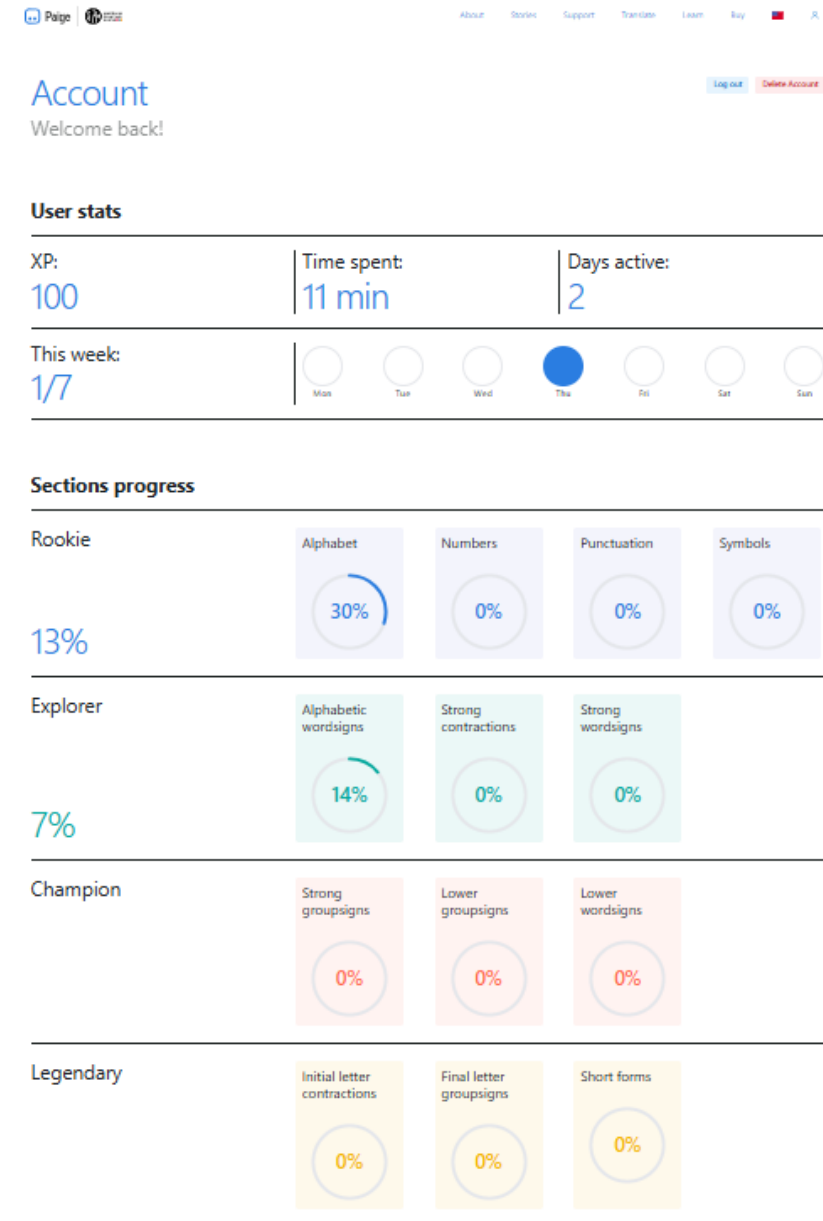 Paige
About Stories Support Translate Learn Buy
Account
Log out Delete Account
Welcome back!
User stats
XP: Time spent: Days active:
100 11 min 2
This week:
1/7
Mon Tue Wed Thu Fri Sat Sun
Sections progress
Rookie
Alphabet Numbers Punctuation Symbols
30% 0% 0% 0%
13%
Explorer
Alphabetic wordsigns
Strong contractions
Strong wordsigns
14% 0% 0%
7%
Champion
Strong groupsigns
Lower groupsigns
Lower wordsigns
0% 0% 0%
Legendary
Initial letter contractions
Final letter groupsigns
Short forms
0% 0% 0%